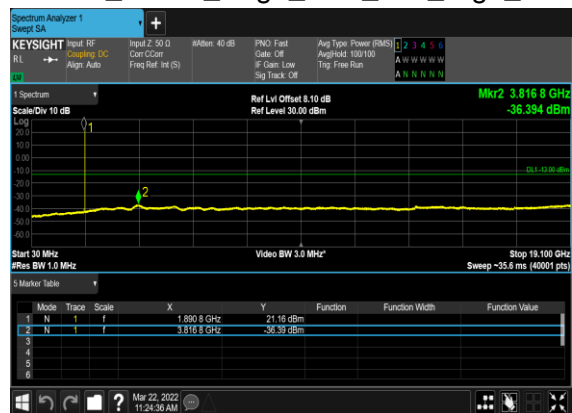 Spectrum Analyzer 1
Swept SA
+
KEYSIGHT
RL
Input: RF
Coupling: DC
Align: Auto
Input Z: 50 Ω
Corr CCorr
Freq Ref: Int (S)
#Atten: 40 dB
PNO: Fast
Gate: Off
IF Gain: Low
Sig Track: Off
Avg Type: Power (RMS)
Avg|Hold: 100/100
Trig: Free Run
1 2 3 4 5 6
A W W W W W
A N N N N N
1 Spectrum
Scale/Div 10 dB
Ref Lvl Offset 8.10 dB
Ref Level 30.00 dBm
Mkr2 3.816 8 GHz
-36.394 dBm
Log
20.0
10.0
0.00
-10.0
-20.0
-30.0
-40.0
-50.0
-60.0
1
2
DL1 -13.00 dBm
Start 30 MHz
#Res BW 1.0 MHz
Video BW 3.0 MHz*
Stop 19.100 GHz
Sweep ~35.6 ms (40001 pts)
5 Marker Table
Mode Trace Scale X Y Function Function Width Function Value
1 N 1 f 1.890 8 GHz 21.16 dBm
2 N 1 f 3.816 8 GHz -36.39 dBm
3
4
5
6
?
Mar 22, 2022
11:24:36 AM